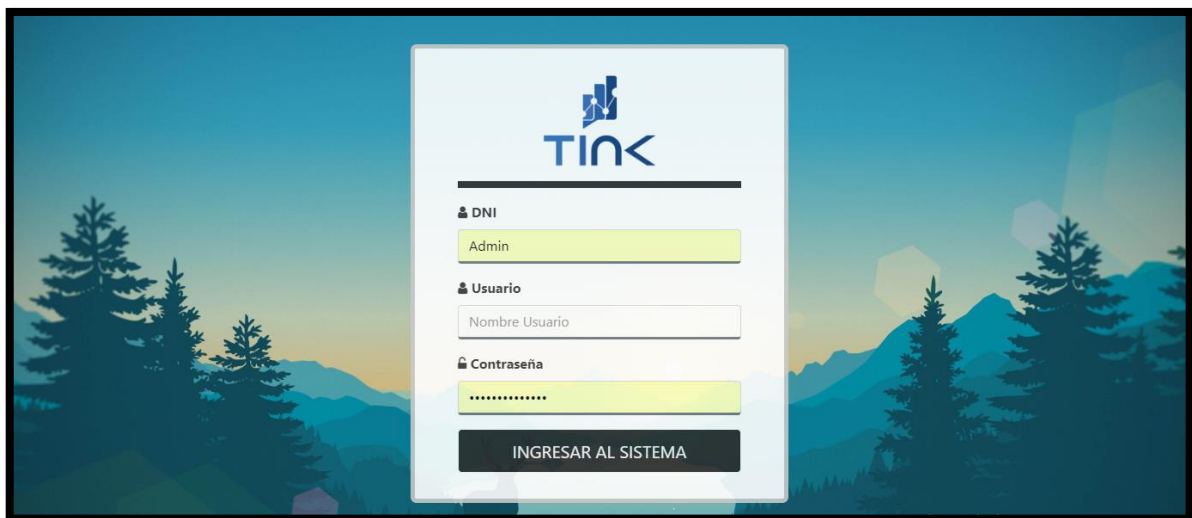 TINK
DNI
Admin
Usuario
Nombre Usuario
Contraseña
••••••••••••••
INGRESAR AL SISTEMA